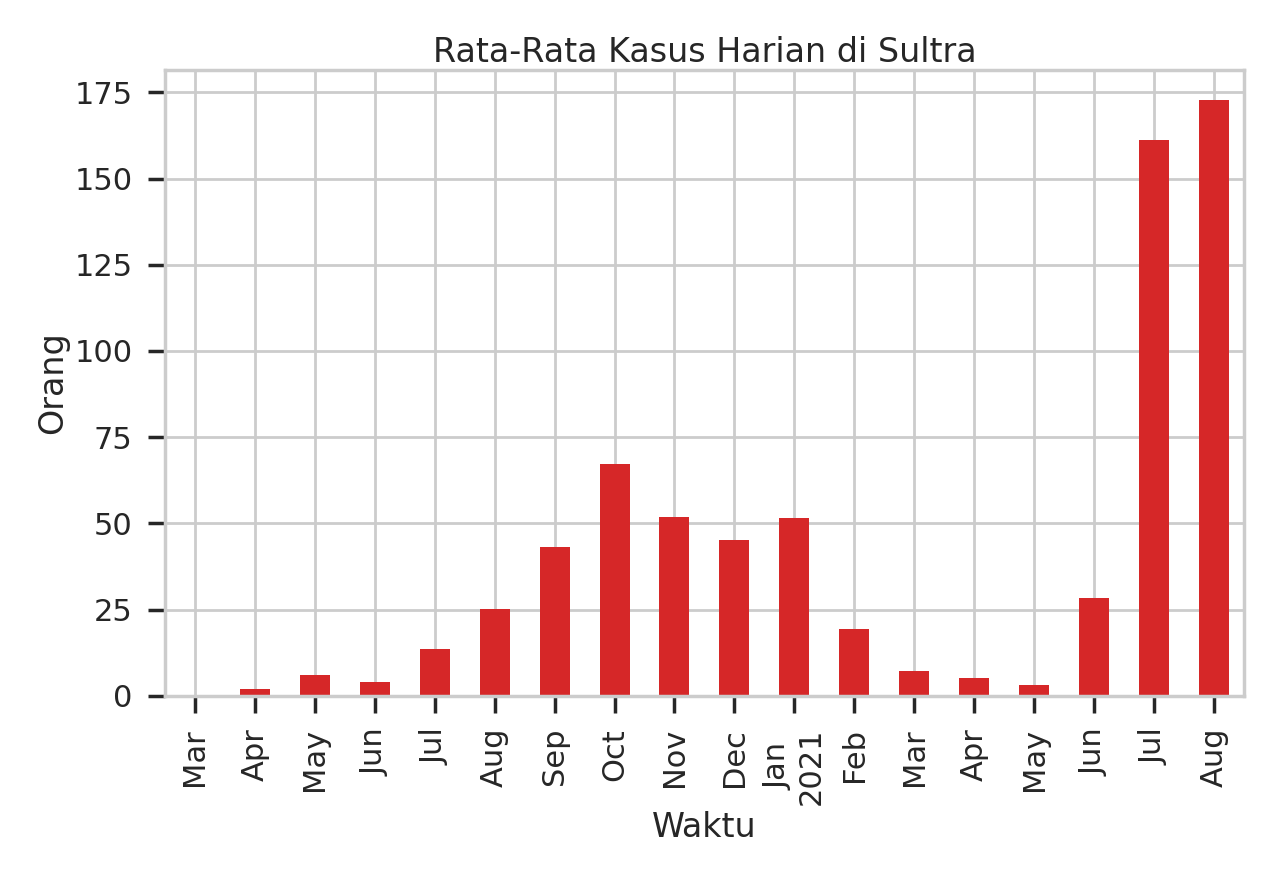 Rata-Rata Kasus Harian di Sultra
175
150
125
100
75
50
25
0
Orang
Mar
Apr
May
Jun
Jul
Aug
Sep
Oct
Nov
Dec
Jan
2021
Feb
Mar
Apr
May
Jun
Jul
Aug
Waktu